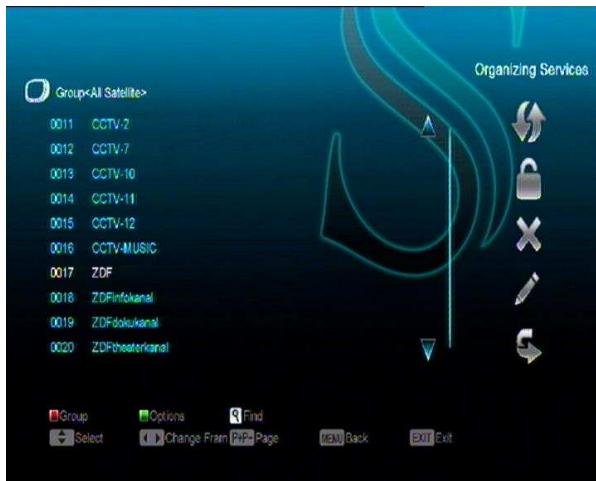 Organizing Services
Group<All Satellite>
0011 CCTV-2
0012 CCTV-7
0013 CCTV-10
0014 CCTV-11
0015 CCTV-12
0016 CCTV-MUSIC
0017 ZDF
0018 ZDFinfokanal
0019 ZDFdokukanal
0020 ZDFtheaterkanal
Group Options Find
Select Change Fram P+P- Page MENU Back EXIT Exit